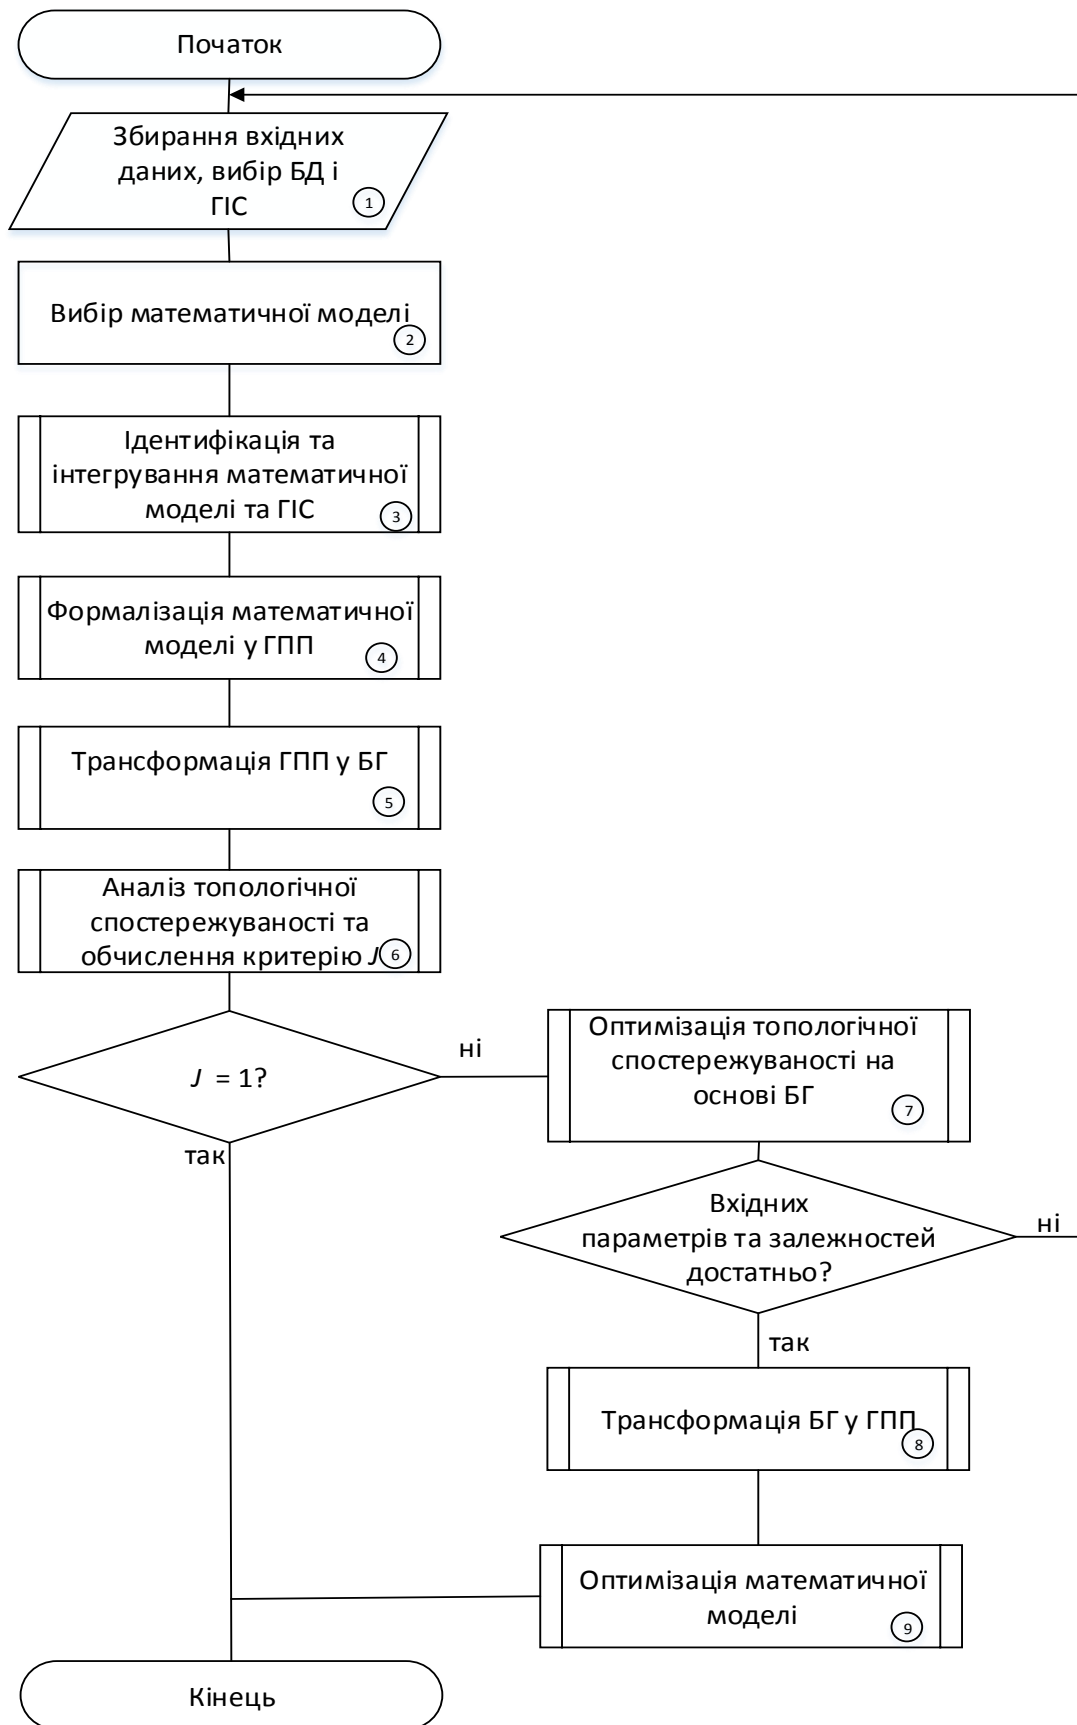 Початок
Збирання вхідних
даних, вибір БД і
ГІС
1
Вибір математичної моделі
2
Ідентифікація та
інтегрування математичної
моделі та ГІС
3
Формалізація математичної
моделі у ГПП
4
Трансформація ГПП у БГ
5
Аналіз топологічної
спостережуваності та
обчислення критерію J
6
J = 1?
ні
так
Оптимізація топологічної
спостережуваності на
основі БГ
7
Вхідних
параметрів та залежностей
достатньо?
ні
так
Трансформація БГ у ГПП
8
Оптимізація математичної
моделі
9
Кінець